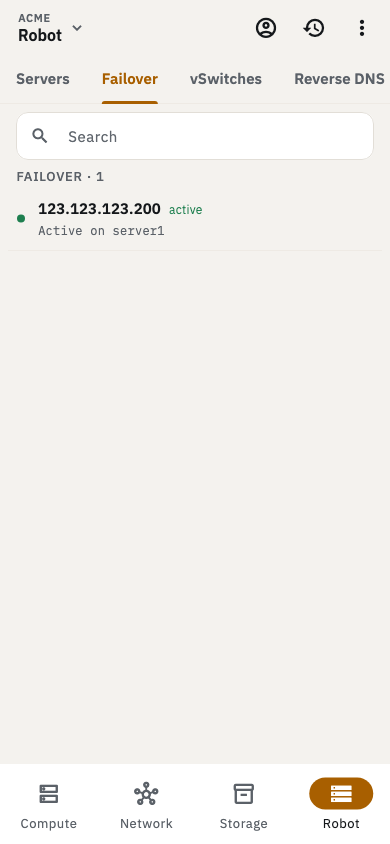 ACME
Robot
Servers Failover vSwitches Reverse DNS
Search
FAILOVER · 1
123.123.123.200 active
Active on server1
Compute Network Storage Robot